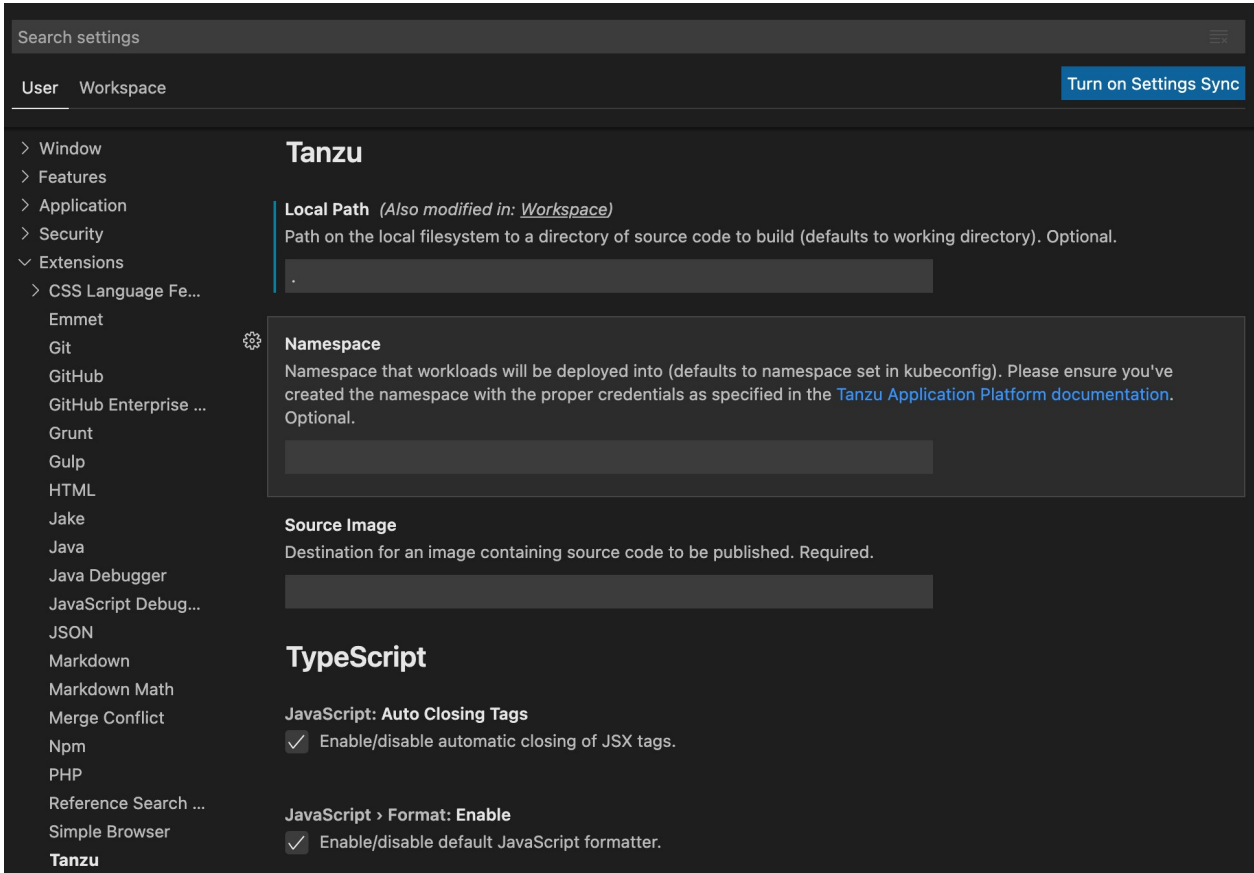 Search settings
User
Workspace
Turn on Settings Sync
Window
Features
Application
Security
Extensions
CSS Language Fe...
Emmet
Git
GitHub
GitHub Enterprise ...
Grunt
Gulp
HTML
Jake
Java
Java Debugger
JavaScript Debug...
JSON
Markdown
Markdown Math
Merge Conflict
Npm
PHP
Reference Search ...
Simple Browser
Tanzu
Tanzu
Local Path (Also modified in: Workspace)
Path on the local filesystem to a directory of source code to build (defaults to working directory). Optional.
.
Namespace
Namespace that workloads will be deployed into (defaults to namespace set in kubeconfig). Please ensure you've
created the namespace with the proper credentials as specified in the Tanzu Application Platform documentation.
Optional.
Source Image
Destination for an image containing source code to be published. Required.
TypeScript
JavaScript: Auto Closing Tags
Enable/disable automatic closing of JSX tags.
JavaScript › Format: Enable
Enable/disable default JavaScript formatter.